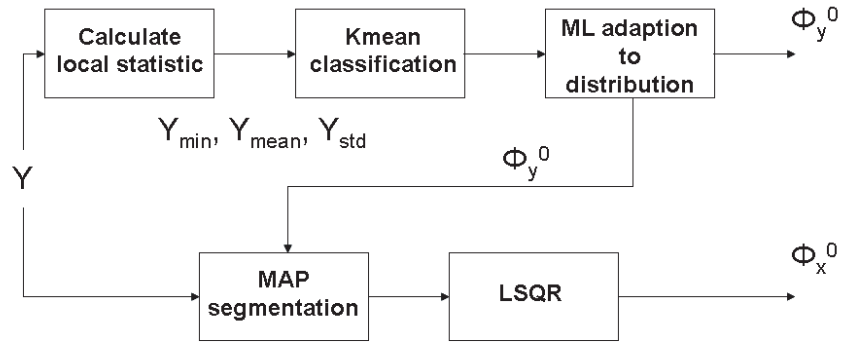 Calculate
local statistic
Kmean
classification
ML adaption
to
distribution
Φy⁰
Ymin, Ymean, Ystd
Φy⁰
Y
MAP
segmentation
LSQR
Φx⁰